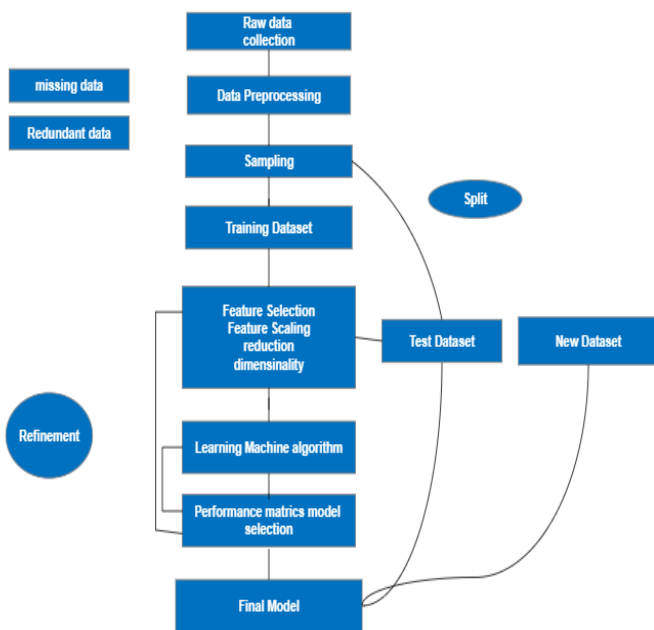 Raw data
collection
missing data
Data Preprocessing
Redundant data
Sampling
Split
Training Dataset
Feature Selection
Feature Scaling
reduction
dimensinality
Test Dataset
New Dataset
Refinement
Learning Machine algorithm
Performance matrics model
selection
Final Model